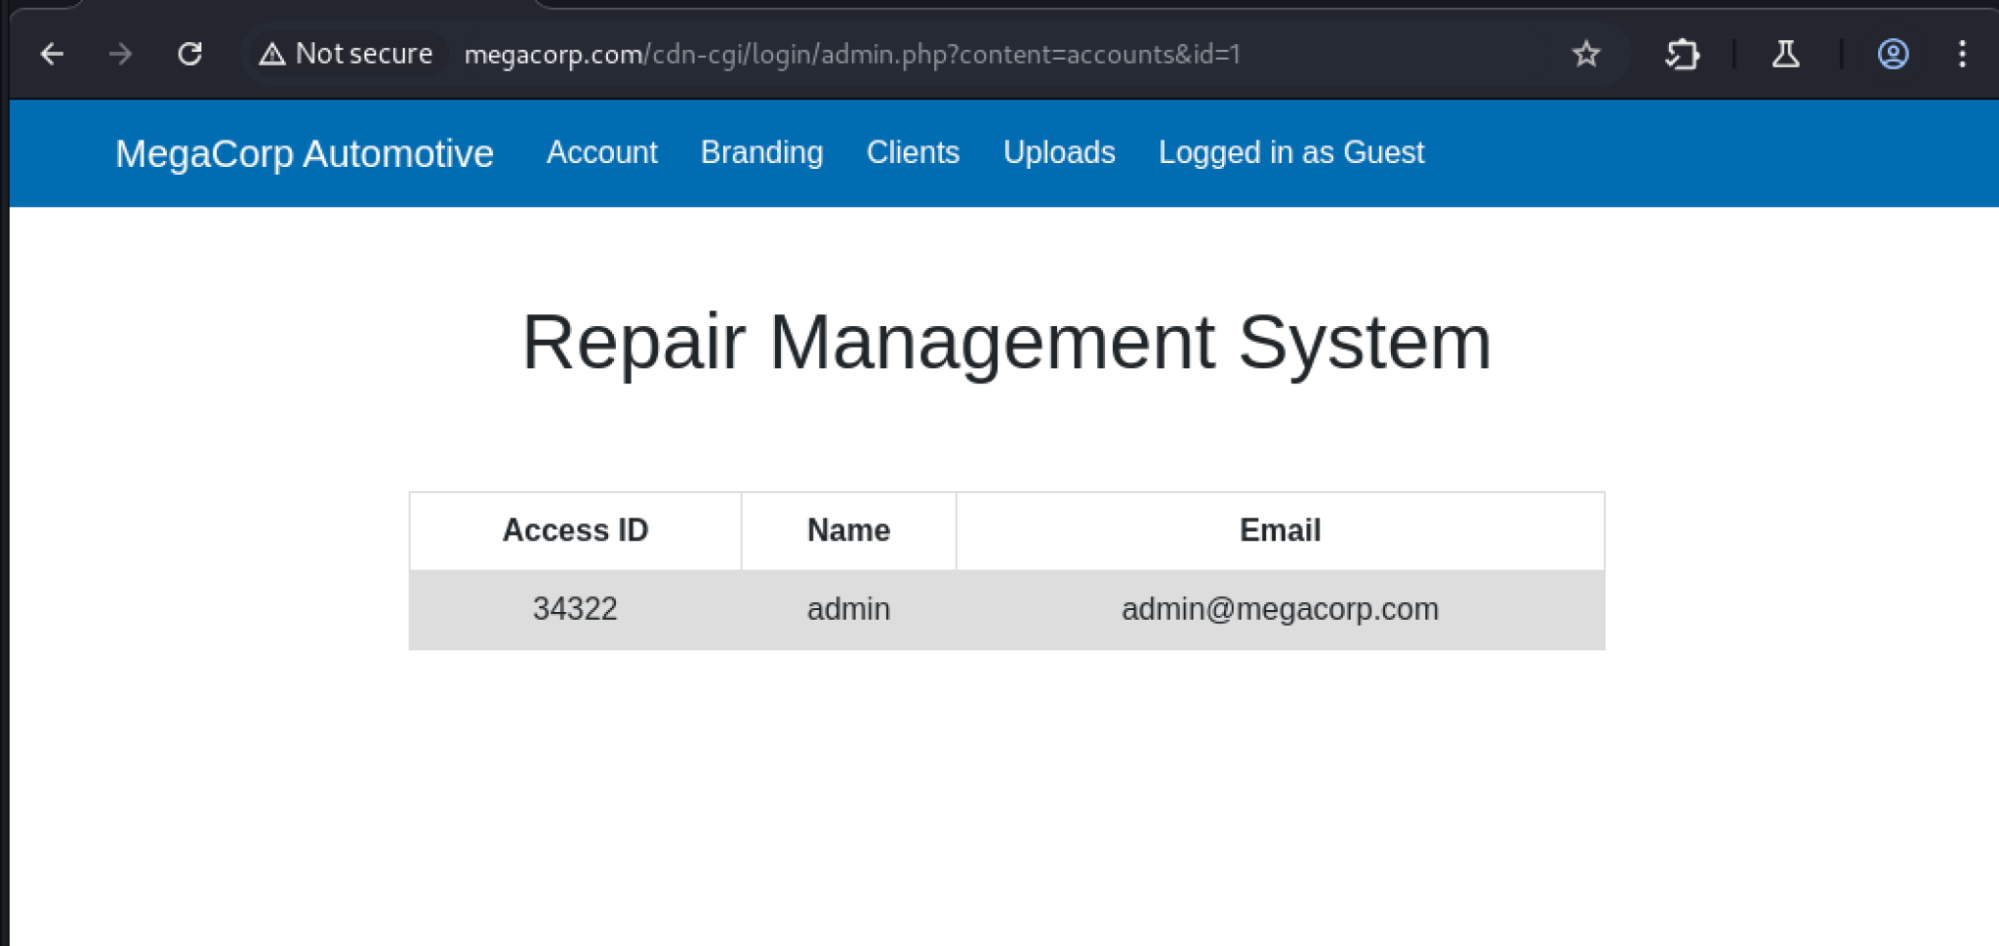 Not secure megacorp.com/cdn-cgi/login/admin.php?content=accounts&id=1
MegaCorp Automotive Account Branding Clients Uploads Logged in as Guest
Repair Management System
Access ID Name Email
34322 admin admin@megacorp.com